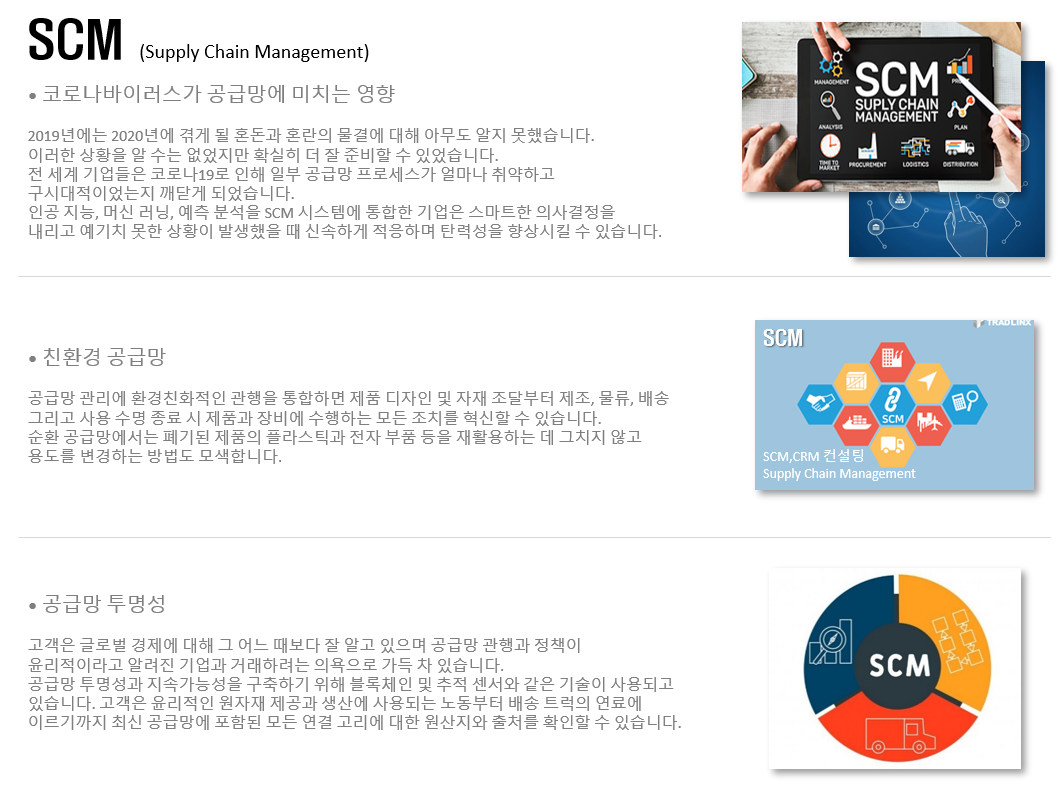 SCM (Supply Chain Management)
• 코로나바이러스가 공급망에 미치는 영향
2019년에는 2020년에 겪게 될 혼돈과 혼란의 물결에 대해 아무도 알지 못했습니다.
이러한 상황을 알 수는 없었지만 확실히 더 잘 준비할 수 있었습니다.
전 세계 기업들은 코로나19로 인해 일부 공급망 프로세스가 얼마나 취약하고
구시대적이었는지 깨닫게 되었습니다.
인공 지능, 머신 러닝, 예측 분석을 SCM 시스템에 통합한 기업은 스마트한 의사결정을
내리고 예기치 못한 상황이 발생했을 때 신속하게 적응하며 탄력성을 향상시킬 수 있습니다.
MANAGEMENT
SCM
SUPLY CHAIN
MANAGEMENT
ANALYSIS
PLAN
TIME TO
MARKET
PROCUREMENT
LOGISTICS
DISTRIBUTION
• 친환경 공급망
공급망 관리에 환경친화적인 관행을 통합하면 제품 디자인 및 자재 조달부터 제조, 물류, 배송
그리고 사용 수명 종료 시 제품과 장비에 수행하는 모든 조치를 혁신할 수 있습니다.
순환 공급망에서는 폐기된 제품의 플라스틱과 전자 부품 등을 재활용하는 데 그치지 않고
용도를 변경하는 방법도 모색합니다.
TRADLINX
SCM
SCM
SCM,CRM 컨설팅
Supply Chain Management
• 공급망 투명성
고객은 글로벌 경제에 대해 그 어느 때보다 잘 알고 있으며 공급망 관행과 정책이
윤리적이라고 알려진 기업과 거래하려는 의욕으로 가득 차 있습니다.
공급망 투명성과 지속가능성을 구축하기 위해 블록체인 및 추적 센서와 같은 기술이 사용되고
있습니다. 고객은 윤리적인 원자재 제공과 생산에 사용되는 노동부터 배송 트럭의 연료에
이르기까지 최신 공급망에 포함된 모든 연결 고리에 대한 원산지와 출처를 확인할 수 있습니다.
SCM